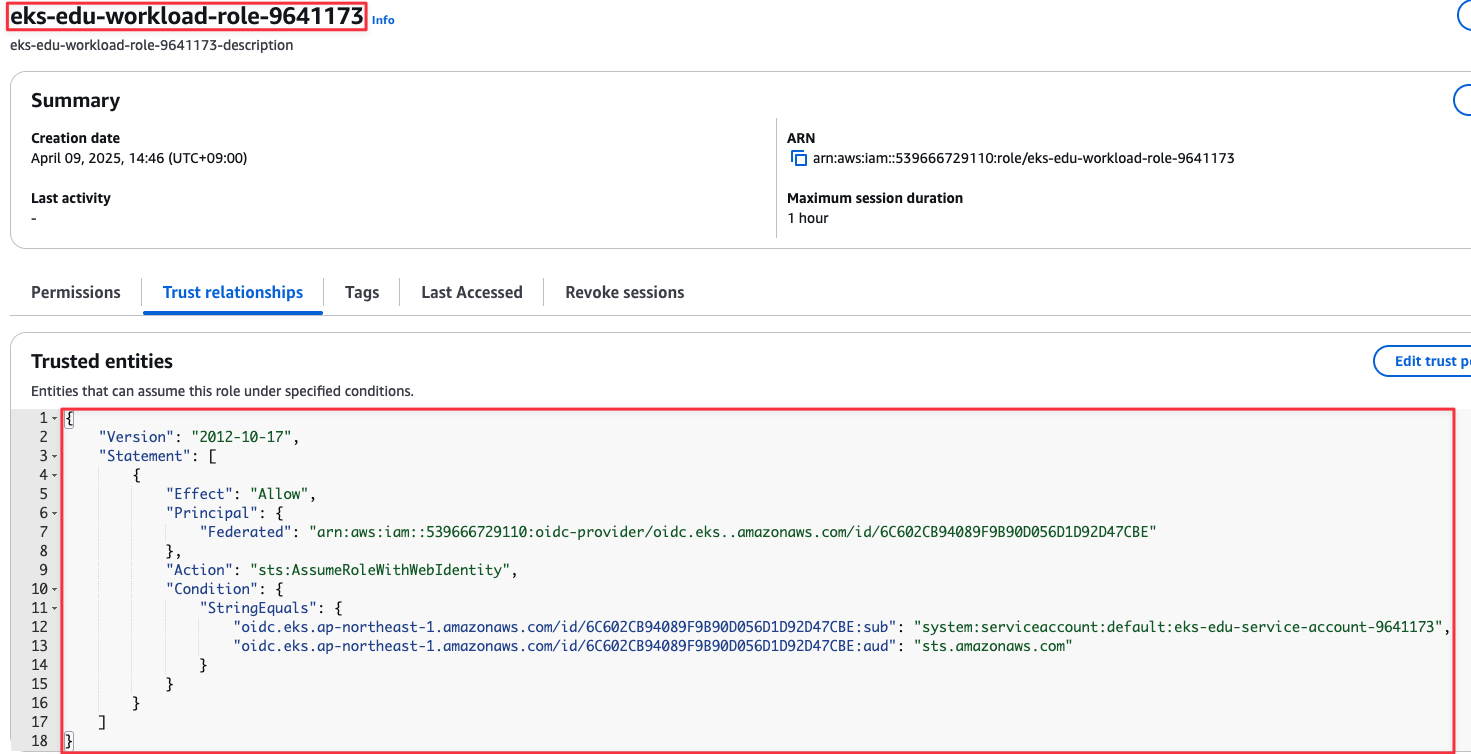 eks-edu-workload-role-9641173 Info
eks-edu-workload-role-9641173-description
Summary
Creation date
April 09, 2025, 14:46 (UTC+09:00)
ARN
arn:aws:iam::539666729110:role/eks-edu-workload-role-9641173
Last activity
-
Maximum session duration
1 hour
Permissions Trust relationships Tags Last Accessed Revoke sessions
Trusted entities
Edit trust po
Entities that can assume this role under specified conditions.
1 {
2 "Version": "2012-10-17",
3 "Statement": [
4 {
5 "Effect": "Allow",
6 "Principal": {
7 "Federated": "arn:aws:iam::539666729110:oidc-provider/oidc.eks..amazonaws.com/id/6C602CB94089F9B90D056D1D92D47CBE"
8 },
9 "Action": "sts:AssumeRoleWithWebIdentity",
10 "Condition": {
11 "StringEquals": {
12 "oidc.eks.ap-northeast-1.amazonaws.com/id/6C602CB94089F9B90D056D1D92D47CBE:sub": "system:serviceaccount:default:eks-edu-service-account-9641173",
13 "oidc.eks.ap-northeast-1.amazonaws.com/id/6C602CB94089F9B90D056D1D92D47CBE:aud": "sts.amazonaws.com"
14 }
15 }
16 }
17 ]
18 }